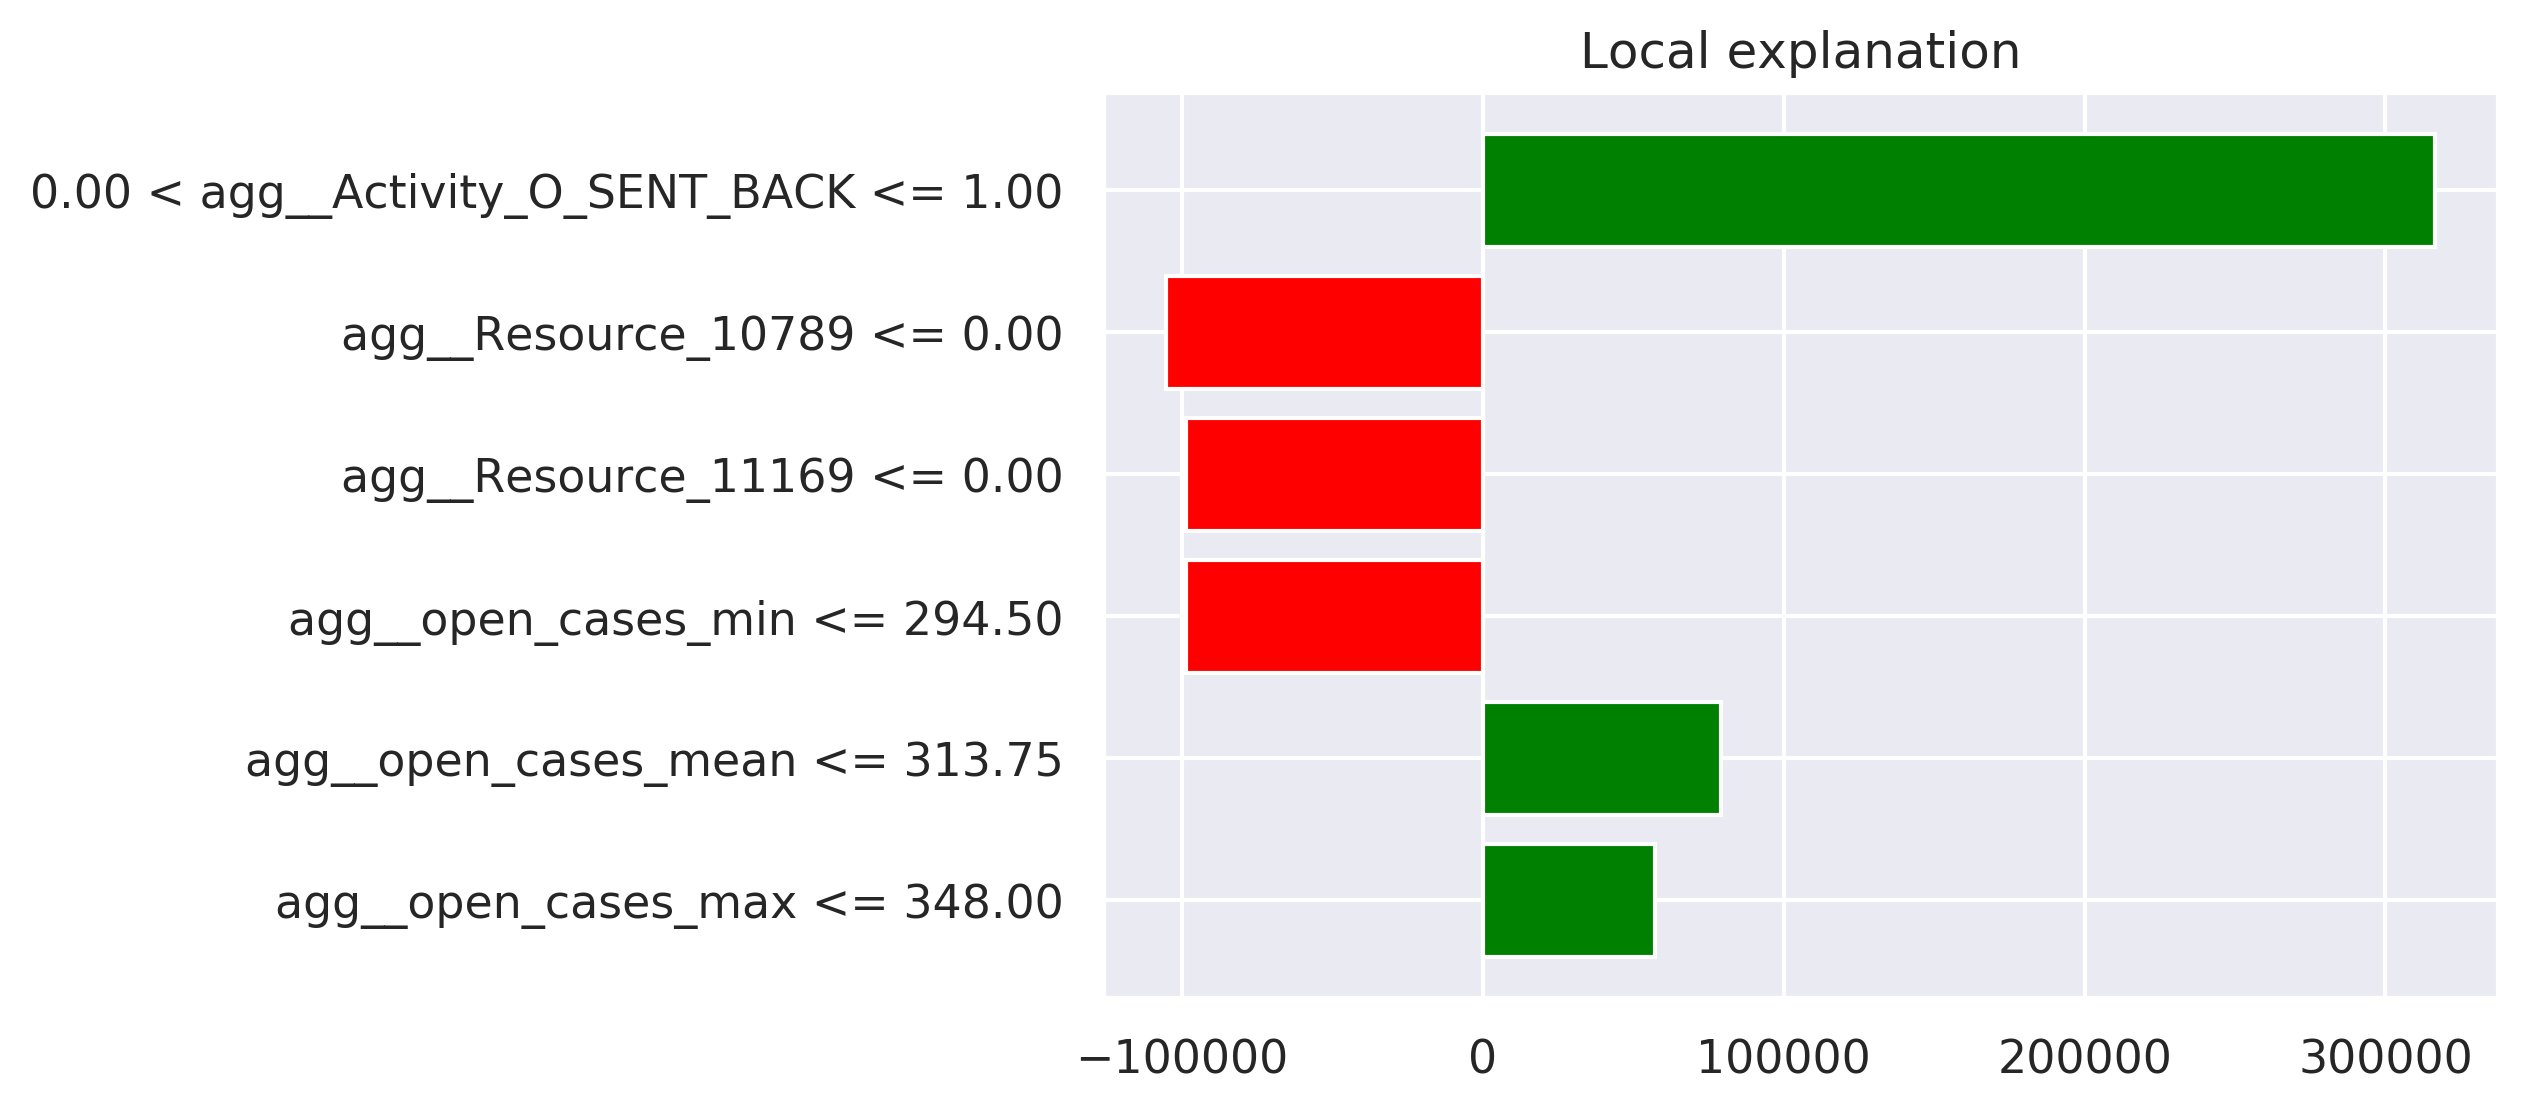 Local explanation
0.00 < agg__Activity_O_SENT_BACK <= 1.00
agg__Resource_10789 <= 0.00
agg__Resource_11169 <= 0.00
agg__open_cases_min <= 294.50
agg__open_cases_mean <= 313.75
agg__open_cases_max <= 348.00
−100000 0 100000 200000 300000